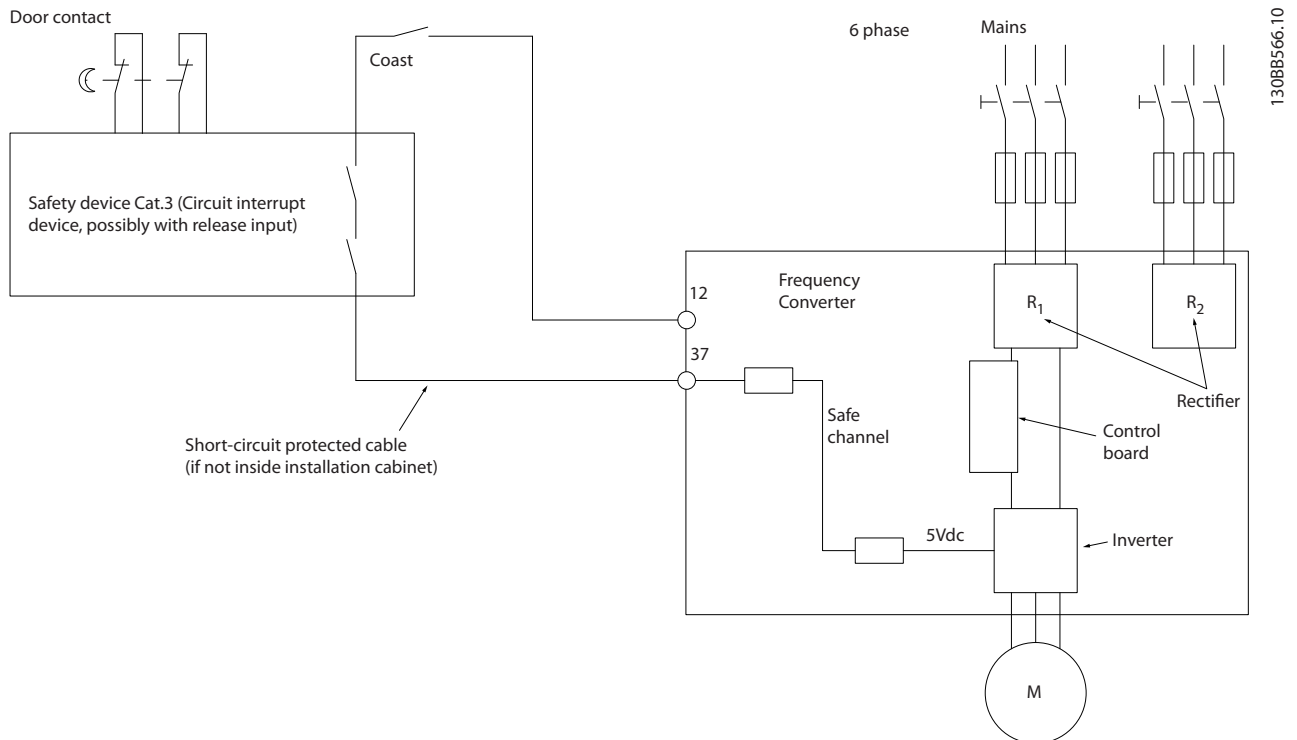 Door contact
Coast
6 phase
Mains
130BB566.10
Safety device Cat.3 (Circuit interrupt
device, possibly with release input)
12
Frequency
Converter
R1
R2
37
Safe
channel
Rectifier
Control
board
Short-circuit protected cable
(if not inside installation cabinet)
5Vdc
Inverter
M